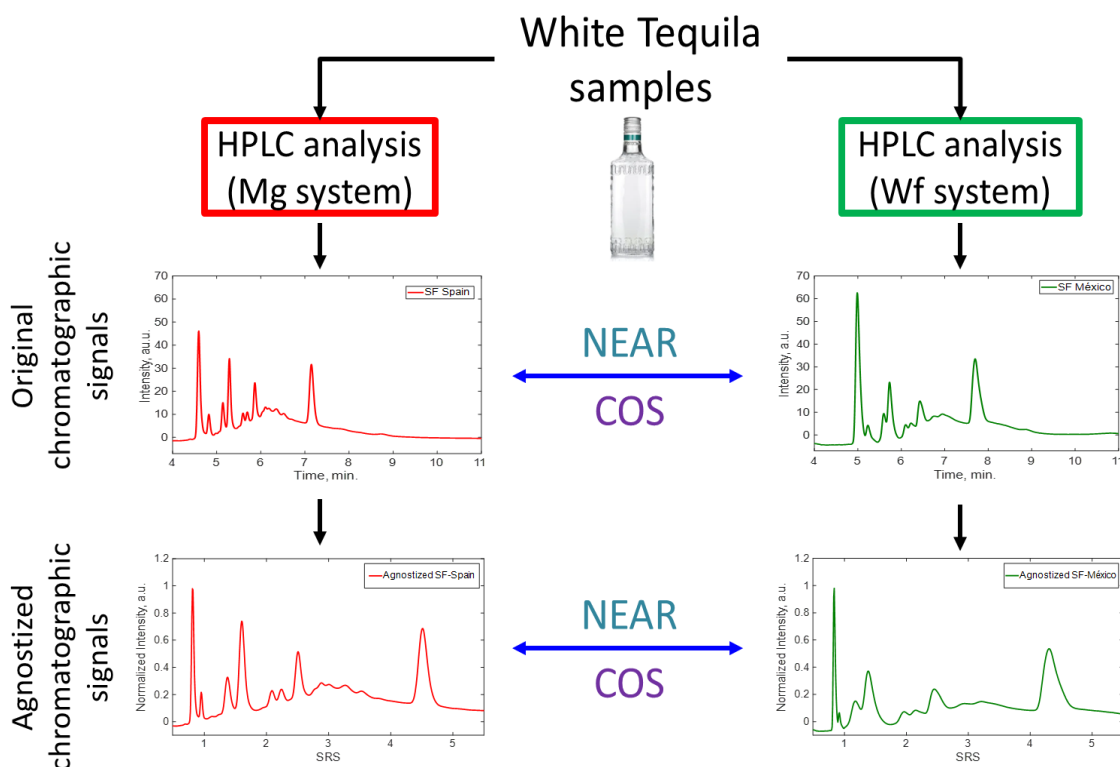 White Tequila
samples
HPLC analysis
(Mg system)
HPLC analysis
(Wf system)
Original
chromatographic
signals
70
60
50
40
30
20
10
0
Intensity, a.u.
SF Spain
4 5 6 7 8 9 10 11
Time, min.
NEAR
COS
70
60
50
40
30
20
10
0
Intensity, a.u.
SF México
4 5 6 7 8 9 10 11
Time, min.
Agnostized
chromatographic
signals
1.2
1
0.8
0.6
0.4
0.2
0
Normalized Intensity, a.u.
Agnostized SF-Spain
1 2 3 4 5
SRS
NEAR
COS
1.2
1
0.8
0.6
0.4
0.2
0
Normalized Intensity, a.u.
Agnostized SF-México
1 2 3 4 5
SRS